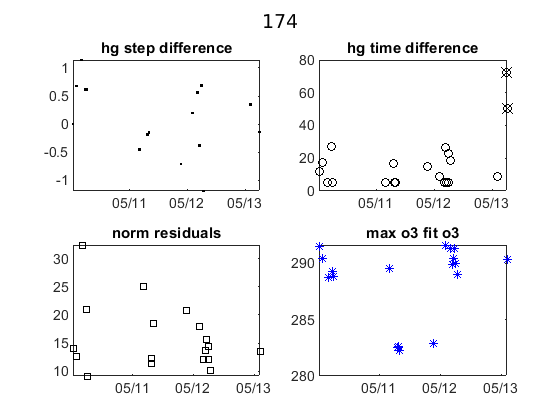 174
hg step difference
1
0.5
0
-0.5
-1
05/11 05/12 05/13
hg time difference
80
60
40
20
0
05/11 05/12 05/13
norm residuals
30
25
20
15
10
05/11 05/12 05/13
max o3 fit o3
290
285
280
05/11 05/12 05/13